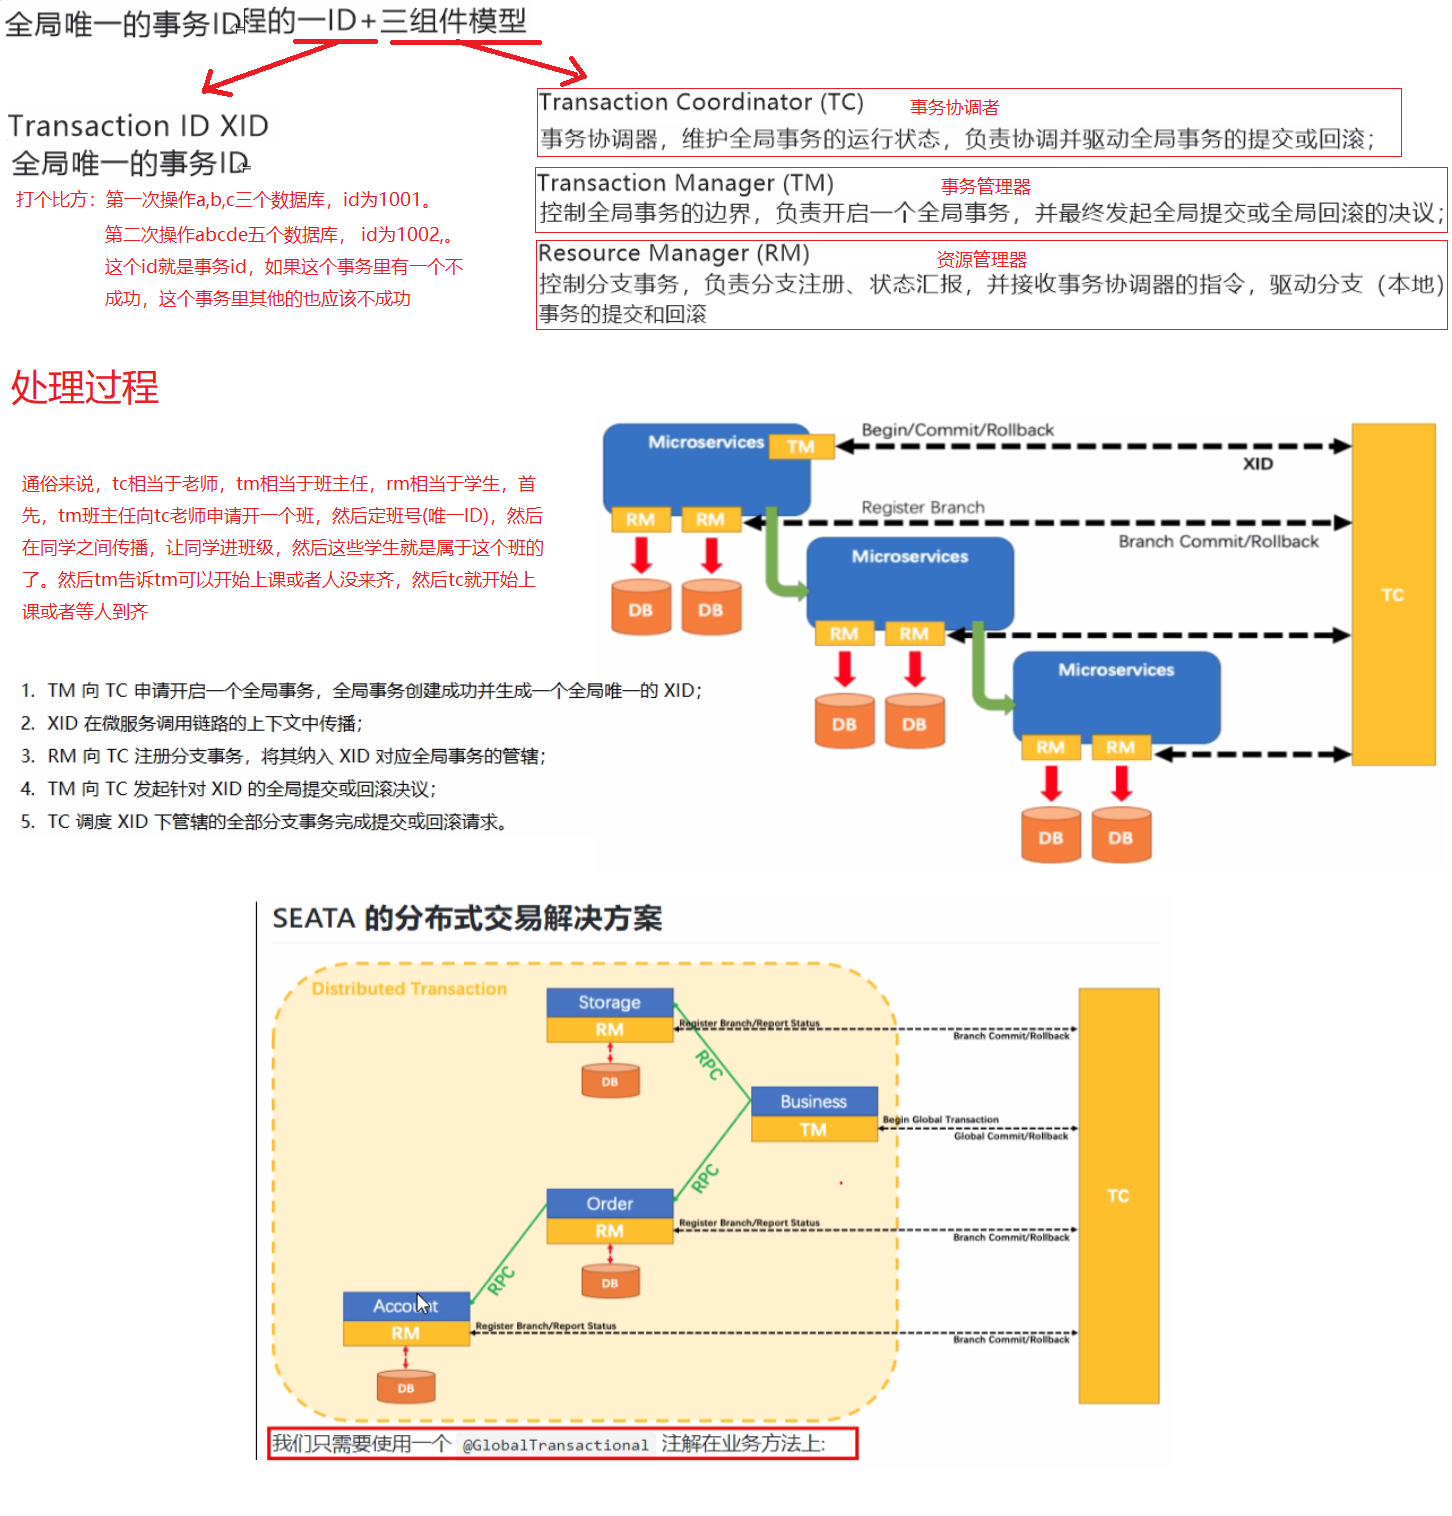 全局唯一的事务ID程的一ID+三组件模型
Transaction ID XID
全局唯一的事务ID
打个比方：第一次操作a,b,c三个数据库，id为1001。
第二次操作abcde五个数据库， id为1002,。
这个id就是事务id，如果这个事务里有一个不
成功，这个事务里其他的也应该不成功
Transaction Coordinator (TC) 事务协调者
事务协调器，维护全局事务的运行状态，负责协调并驱动全局事务的提交或回滚；
Transaction Manager (TM) 事务管理器
控制全局事务的边界，负责开启一个全局事务，并最终发起全局提交或全局回滚的决议；
Resource Manager (RM) 资源管理器
控制分支事务，负责分支注册、状态汇报，并接收事务协调器的指令，驱动分支（本地）
事务的提交和回滚
处理过程
通俗来说，tc相当于老师，tm相当于班主任，rm相当于学生，首
先，tm班主任向tc老师申请开一个班，然后定班号(唯一ID)，然后
在同学之间传播，让同学进班级，然后这些学生就是属于这个班的
了。然后tm告诉tm可以开始上课或者人没来齐，然后tc就开始上
课或者等人到齐
1. TM 向 TC 申请开启一个全局事务，全局事务创建成功并生成一个全局唯一的 XID；
2. XID 在微服务调用链路的上下文中传播；
3. RM 向 TC 注册分支事务，将其纳入 XID 对应全局事务的管辖；
4. TM 向 TC 发起针对 XID 的全局提交或回滚决议；
5. TC 调度 XID 下管辖的全部分支事务完成提交或回滚请求。
Microservices
TM
Begin/Commit/Rollback
XID
RM
RM
Register Branch
Branch Commit/Rollback
DB
DB
Microservices
RM
RM
DB
DB
Microservices
RM
RM
DB
DB
TC
SEATA 的分布式交易解决方案
Distributed Transaction
Storage
RM
DB
Register Branch/Report Status
Branch Commit/Rollback
RPC
Business
TM
Begin Global Transaction
Global Commit/Rollback
RPC
Order
RM
DB
Register Branch/Report Status
Branch Commit/Rollback
TC
RPC
Account
RM
DB
Register Branch/Report Status
Branch Commit/Rollback
我们只需要使用一个 @GlobalTransactional 注解在业务方法上: